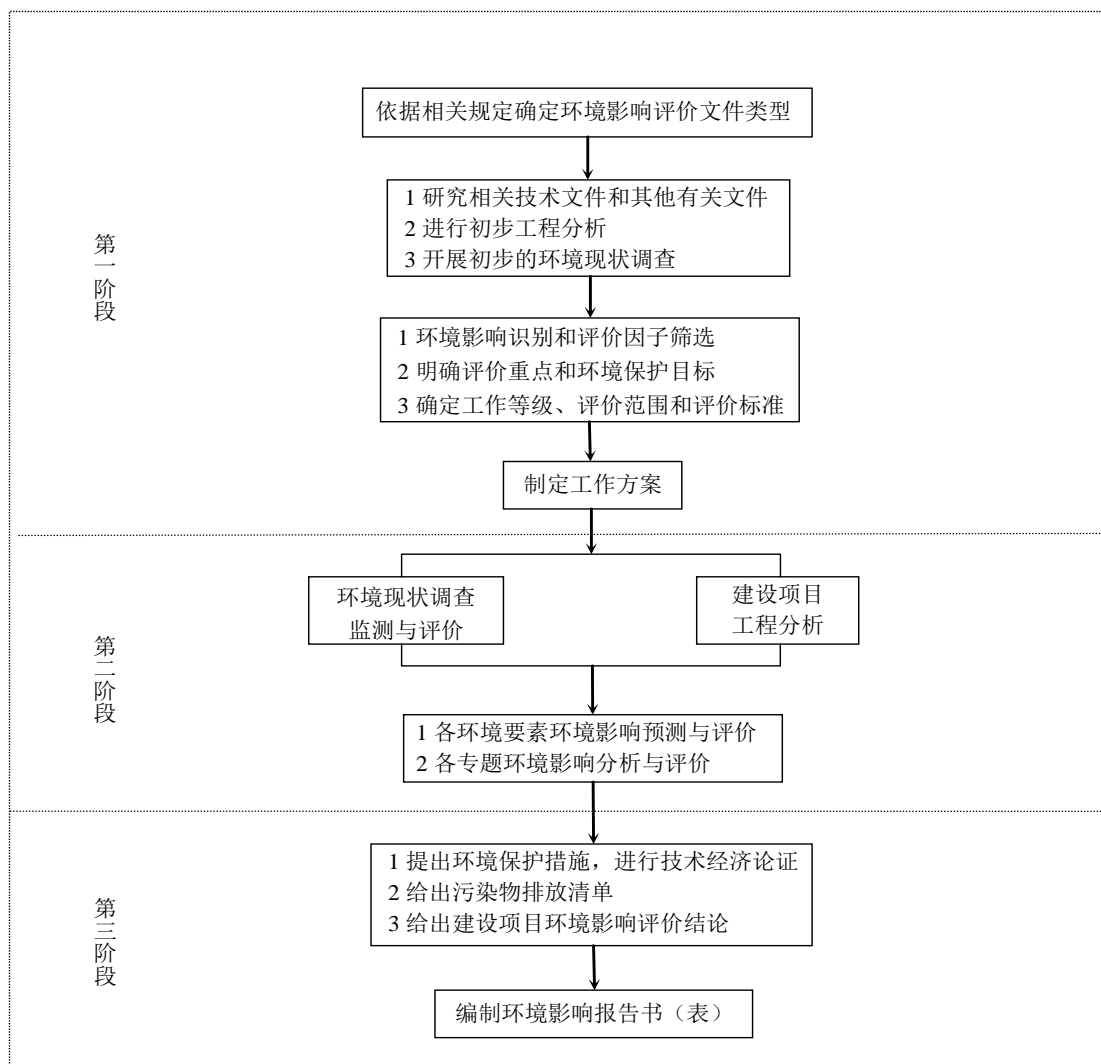 依据相关规定确定环境影响评价文件类型
1 研究相关技术文件和其他有关文件
2 进行初步工程分析
3 开展初步的环境现状调查
第一阶段
1 环境影响识别和评价因子筛选
2 明确评价重点和环境保护目标
3 确定工作等级、评价范围和评价标准
制定工作方案
环境现状调查
监测与评价
建设项目
工程分析
第二阶段
1 各环境要素环境影响预测与评价
2 各专题环境影响分析与评价
1 提出环境保护措施，进行技术经济论证
2 给出污染物排放清单
3 给出建设项目环境影响评价结论
第三阶段
编制环境影响报告书（表）